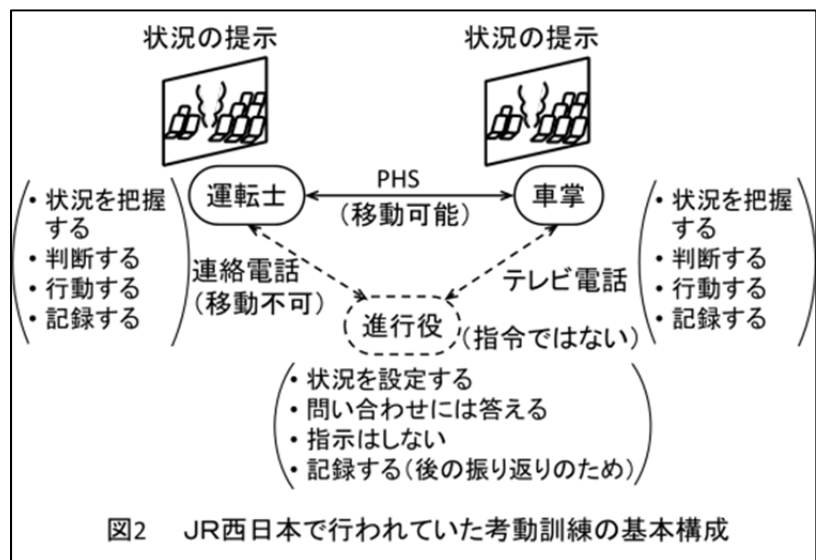 状況の提示
状況の提示
運転士
PHS
(移動可能)
車掌
・状況を把握
する
・判断する
・行動する
・記録する
連絡電話
(移動不可)
テレビ電話
・状況を把握
する
・判断する
・行動する
・記録する
進行役
(指令ではない)
・状況を設定する
・問い合わせには答える
・指示はしない
・記録する(後の振り返りのため)
図2 JR西日本で行われていた考動訓練の基本構成